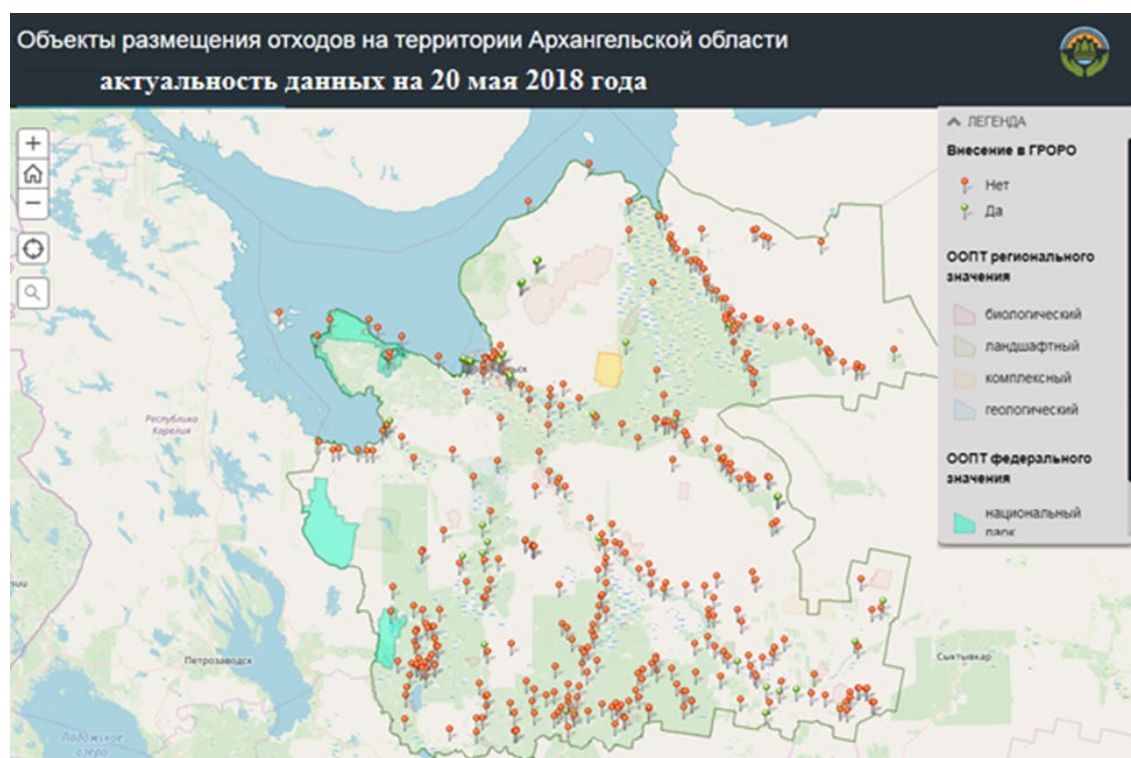 Объекты размещения отходов на территории Архангельской области
актуальность данных на 20 мая 2018 года
ЛЕГЕНДА
Внесение в ГРОРО
Нет
Да
ООПТ регионального
значения
биологический
ландшафтный
комплексный
геологический
ООПТ федерального
значения
национальный
парк
Республика
Карелия
Петрозаводск
Сыктывкар
Ладожское
озеро